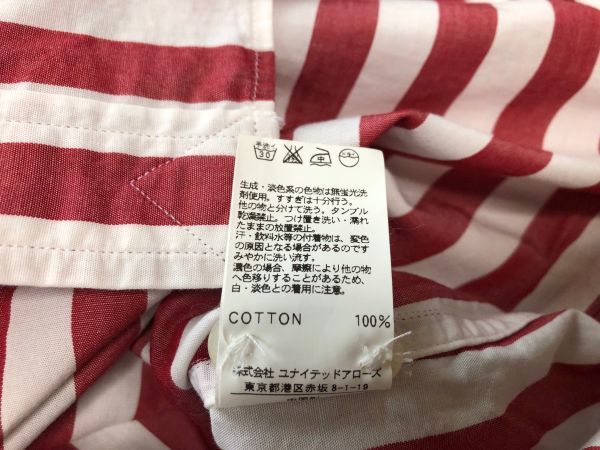 手洗イ
30
中
生成・淡色系の色物は無蛍光洗
剤使用。すすぎは十分行う。
他の物と分けて洗う。タンブル
乾燥禁止。つけ置き洗い・濡れ
たままの放置禁止。
汗・飲料水等の付着物は、変色
の原因となる場合があるのです
みやかに洗い流す。
濃色の場合、摩擦により他の物
へ色移りすることがあるため、
白・淡色との着用に注意。
COTTON 100%
株式会社 ユナイテッドアローズ
東京都港区赤坂8-1-19